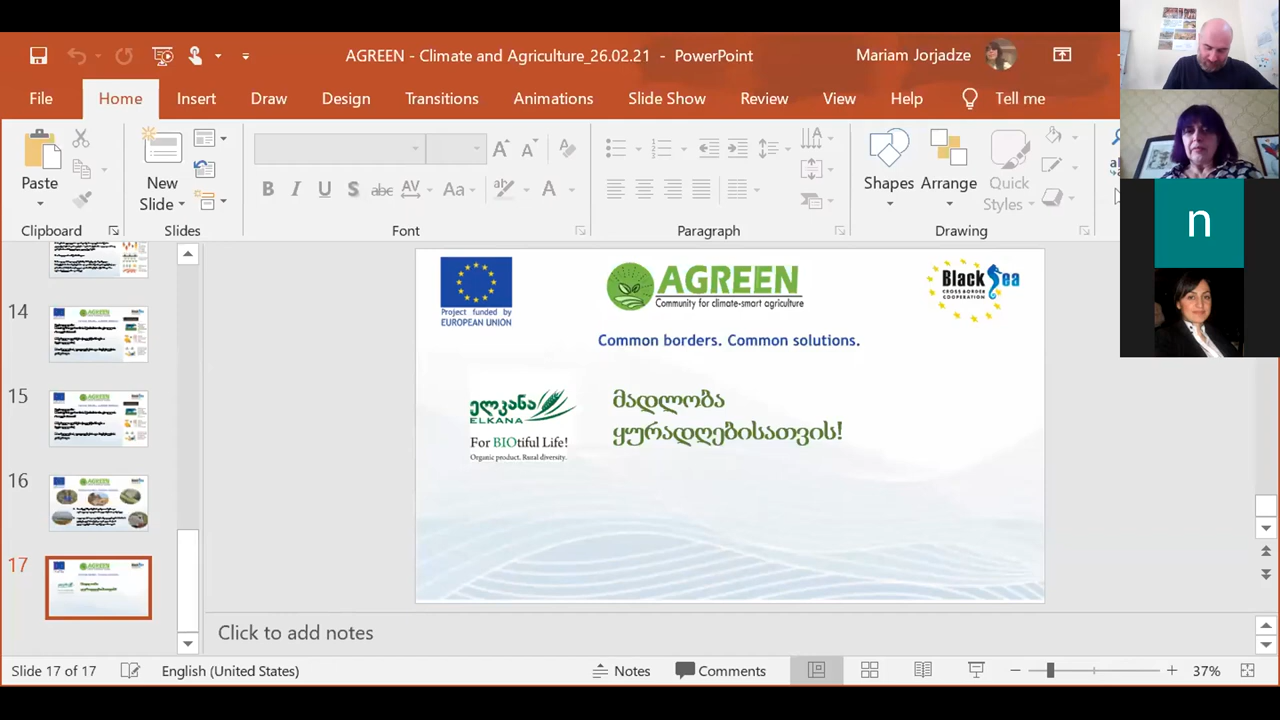 AGREEN - Climate and Agriculture_26.02.21 - PowerPoint
Mariam Jorjadze
File Home Insert Draw Design Transitions Animations Slide Show Review View Help Tell me
Paste
New Slide
Shapes
Arrange
Quick Styles
Clipboard
Slides
Font
Paragraph
Drawing
14
15
16
17
Project funded by
EUROPEAN UNION
AGREEN
Community for climate-smart agriculture
Black Sea
CROSS BORDER
COOPERATION
Common borders. Common solutions.
ელკანა
ELKANA
For BIOtiful Life!
Organic product. Rural diversity.
მადლობა
ყურადღებისათვის!
n
Click to add notes
Slide 17 of 17
English (United States)
Notes
Comments
37%